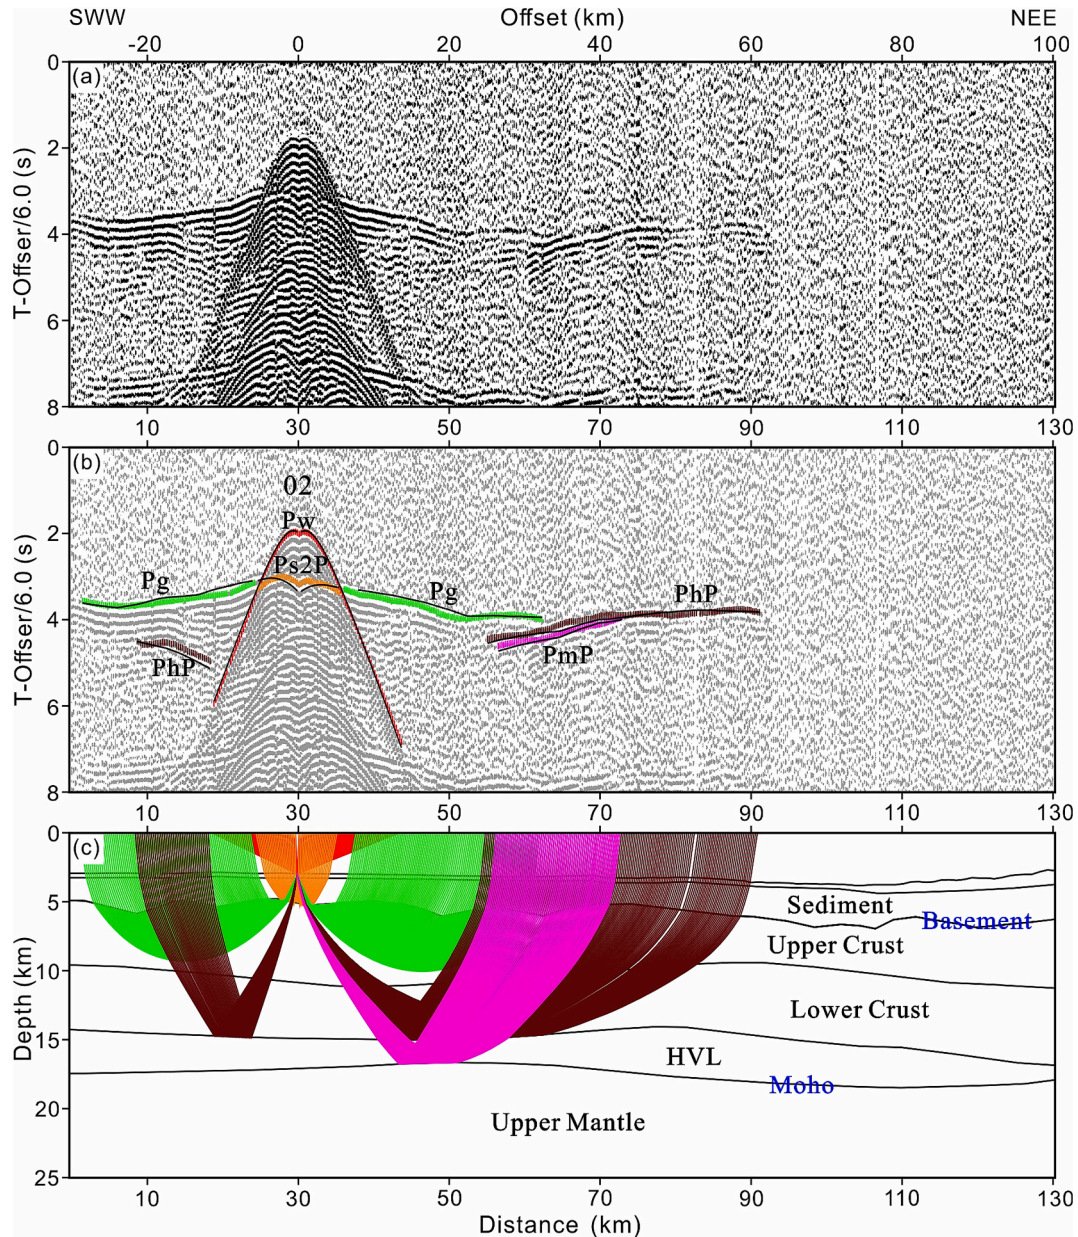 SWW Offset (km) NEE
-20 0 20 40 60 80 100
(a)
T-Offser/6.0 (s)
0
2
4
6
8
10 30 50 70 90 110 130
(b)
T-Offser/6.0 (s)
0
2
4
6
8
02
Pw
Ps2P
Pg
Pg
PhP
PhP
PmP
10 30 50 70 90 110 130
(c)
Depth (km)
0
5
10
15
20
25
Sediment
Basement
Upper Crust
Lower Crust
HVL
Moho
Upper Mantle
10 30 50 70 90 110 130
Distance (km)